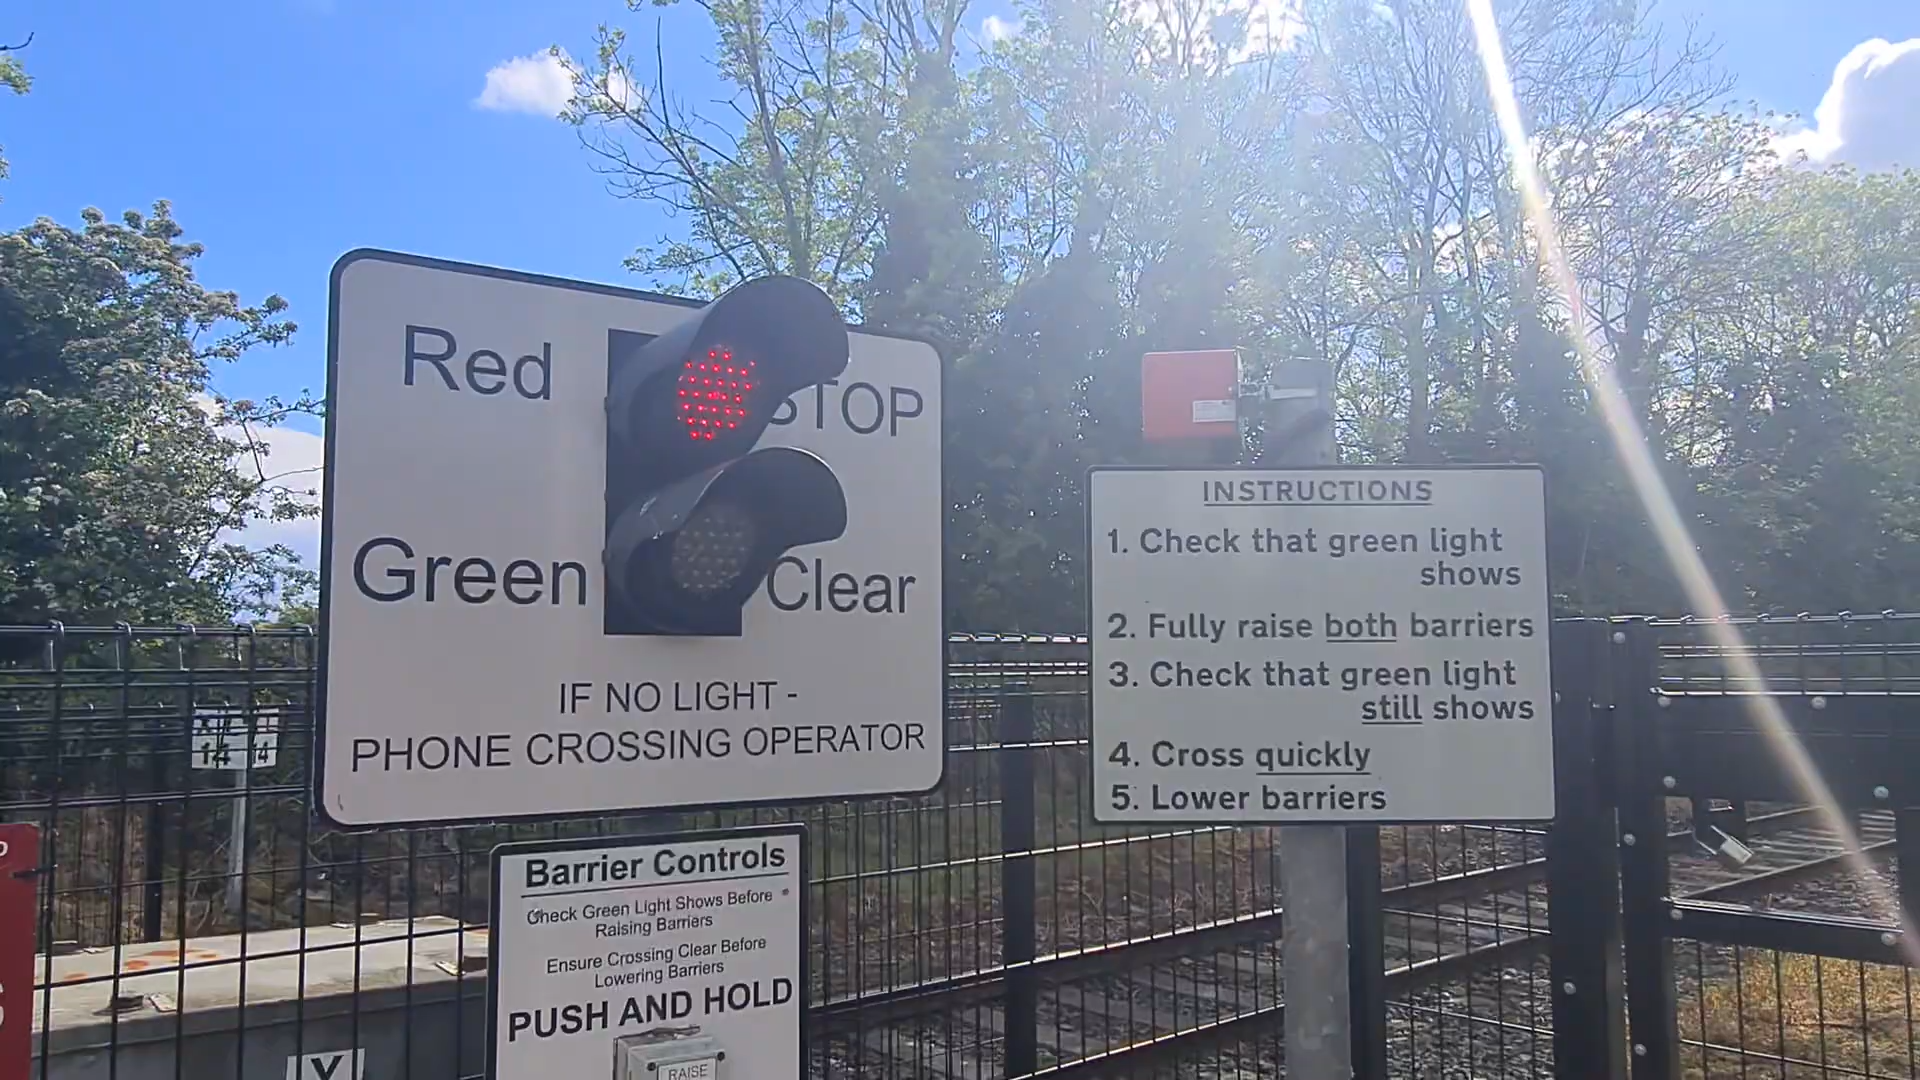 Red
STOP
Green
Clear
IF NO LIGHT -
PHONE CROSSING OPERATOR
INSTRUCTIONS
1. Check that green light
shows
2. Fully raise both barriers
3. Check that green light
still shows
4. Cross quickly
5. Lower barriers
Barrier Controls
Check Green Light Shows Before
Raising Barriers
Ensure Crossing Clear Before
Lowering Barriers
PUSH AND HOLD
RAISE
Y